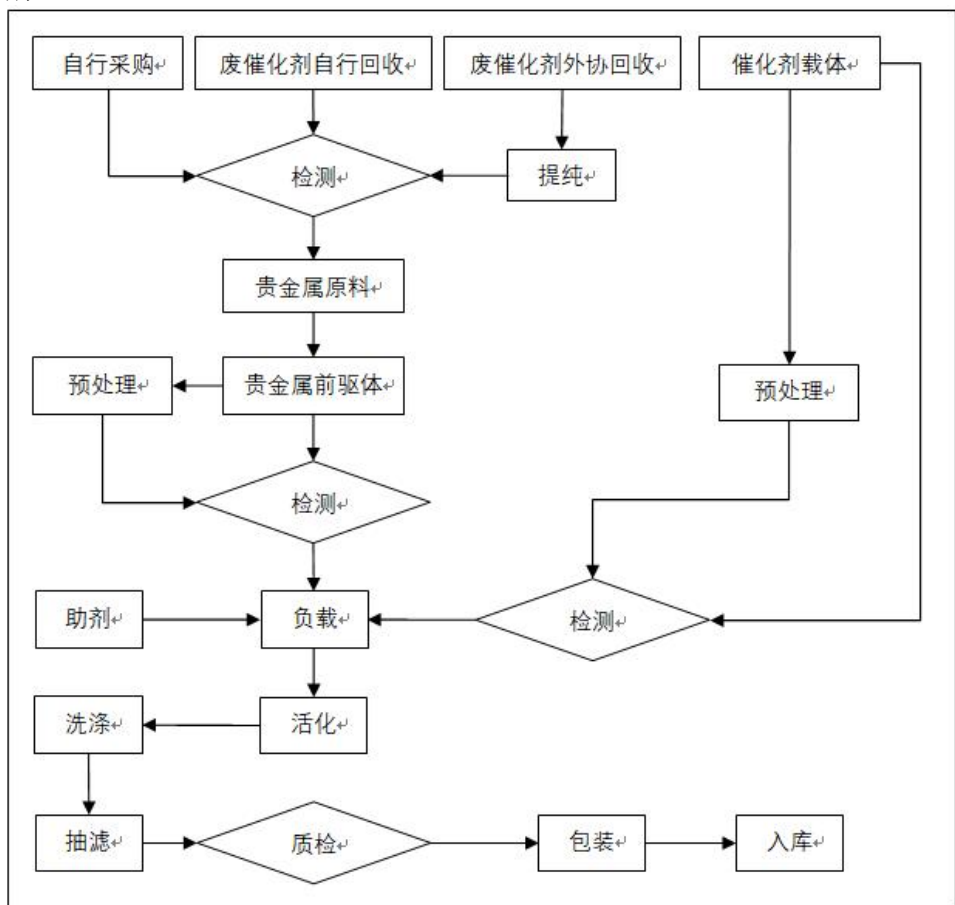 自行采购
废催化剂自行回收
废催化剂外协回收
催化剂载体
检测
提纯
贵金属原料
预处理
贵金属前驱体
预处理
检测
助剂
负载
检测
洗涤
活化
抽滤
质检
包装
入库